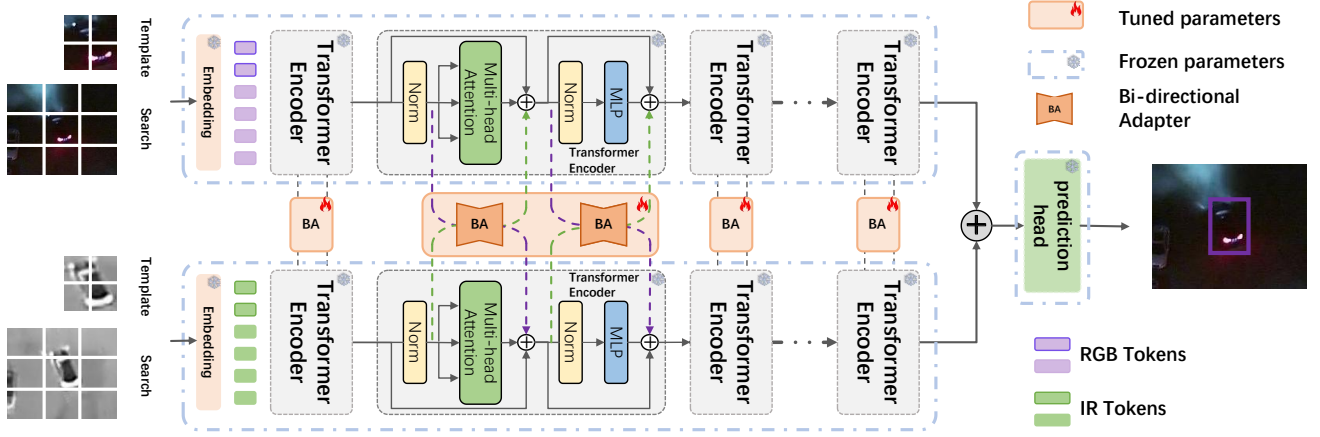 Template
Search
Embedding
Transformer
Encoder
Norm
Multi-head
Attention
Norm
MLP
Transformer
Encoder
Transformer
Encoder
Transformer
Encoder
Tuned parameters
Frozen parameters
BA
Bi-directional
Adapter
BA
BA
BA
BA
BA
prediction
head
Template
Search
Embedding
Transformer
Encoder
Norm
Multi-head
Attention
Norm
MLP
Transformer
Encoder
Transformer
Encoder
Transformer
Encoder
RGB Tokens
IR Tokens